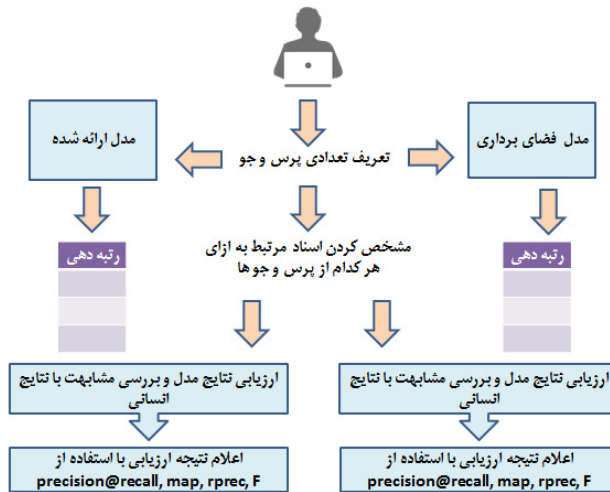 مدل فضای برداری
تعریف تعدادی پرس و جو
مدل ارائه شده
رتبه دهی
مشخص کردن اسناد مرتبط به ازای
هر کدام از پرس و جو ها
رتبه دهی
ارزیابی نتایج مدل و بررسی مشابهت با نتایج
انسانی
ارزیابی نتایج مدل و بررسی مشابهت با نتایج
انسانی
اعلام نتیجه ارزیابی با استفاده از
precision@recall, map, rprec, F
اعلام نتیجه ارزیابی با استفاده از
precision@recall, map, rprec, F